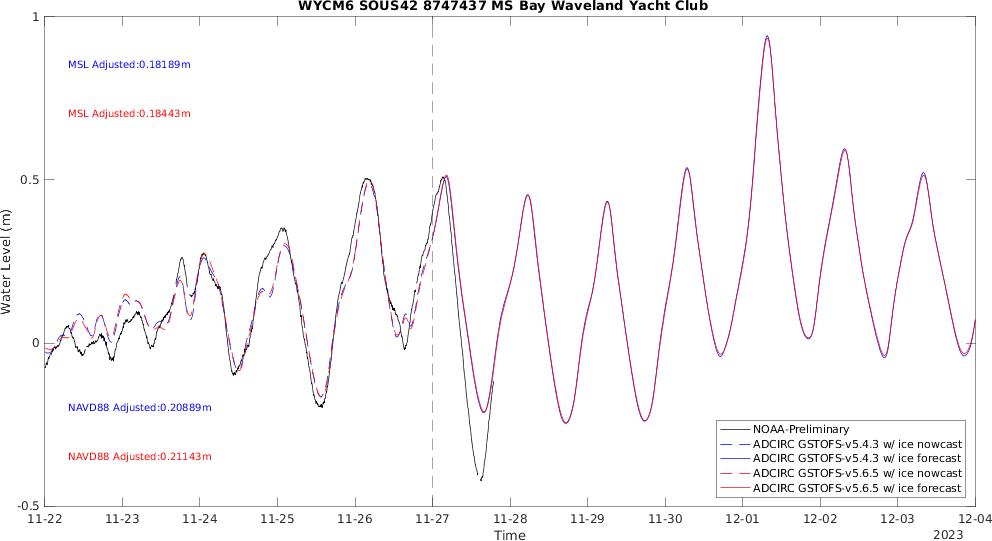 WYCM6 SOUS42 8747437 MS Bay Waveland Yacht Club
1
MSL Adjusted:0.18189m
MSL Adjusted:0.18443m
0.5
Water Level (m)
0
NAVD88 Adjusted:0.20889m
NAVD88 Adjusted:0.21143m
NOAA-Preliminary
ADCIRC GSTOFS-v5.4.3 w/ ice nowcast
ADCIRC GSTOFS-v5.4.3 w/ ice forecast
ADCIRC GSTOFS-v5.6.5 w/ ice nowcast
ADCIRC GSTOFS-v5.6.5 w/ ice forecast
-0.5
11-22 11-23 11-24 11-25 11-26 11-27 11-28 11-29 11-30 12-01 12-02 12-03 12-04
Time
2023